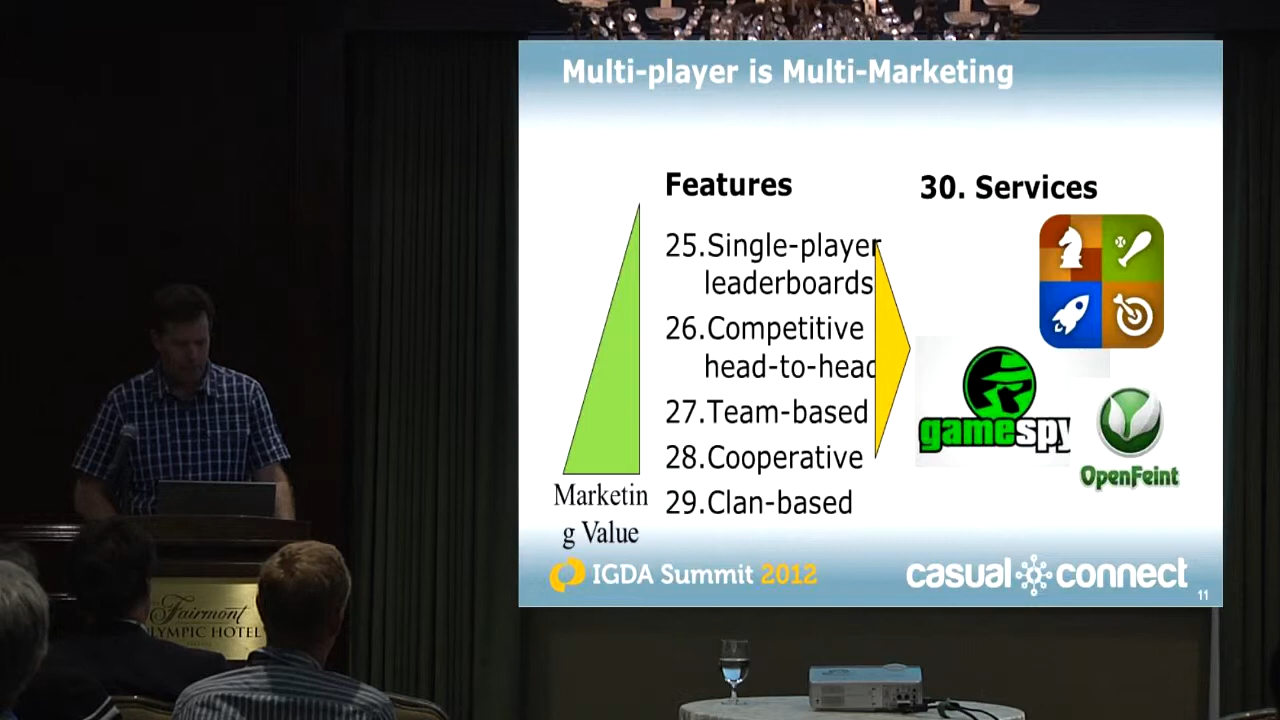 Multi-player is Multi-Marketing
Features
25.Single-player
leaderboards
26.Competitive
head-to-head
27.Team-based
28.Cooperative
29.Clan-based
Marketin
g Value
30. Services
gamespy
OpenFeint
IGDA Summit 2012
casual connect
11
Fairmont
OLYMPIC HOTEL